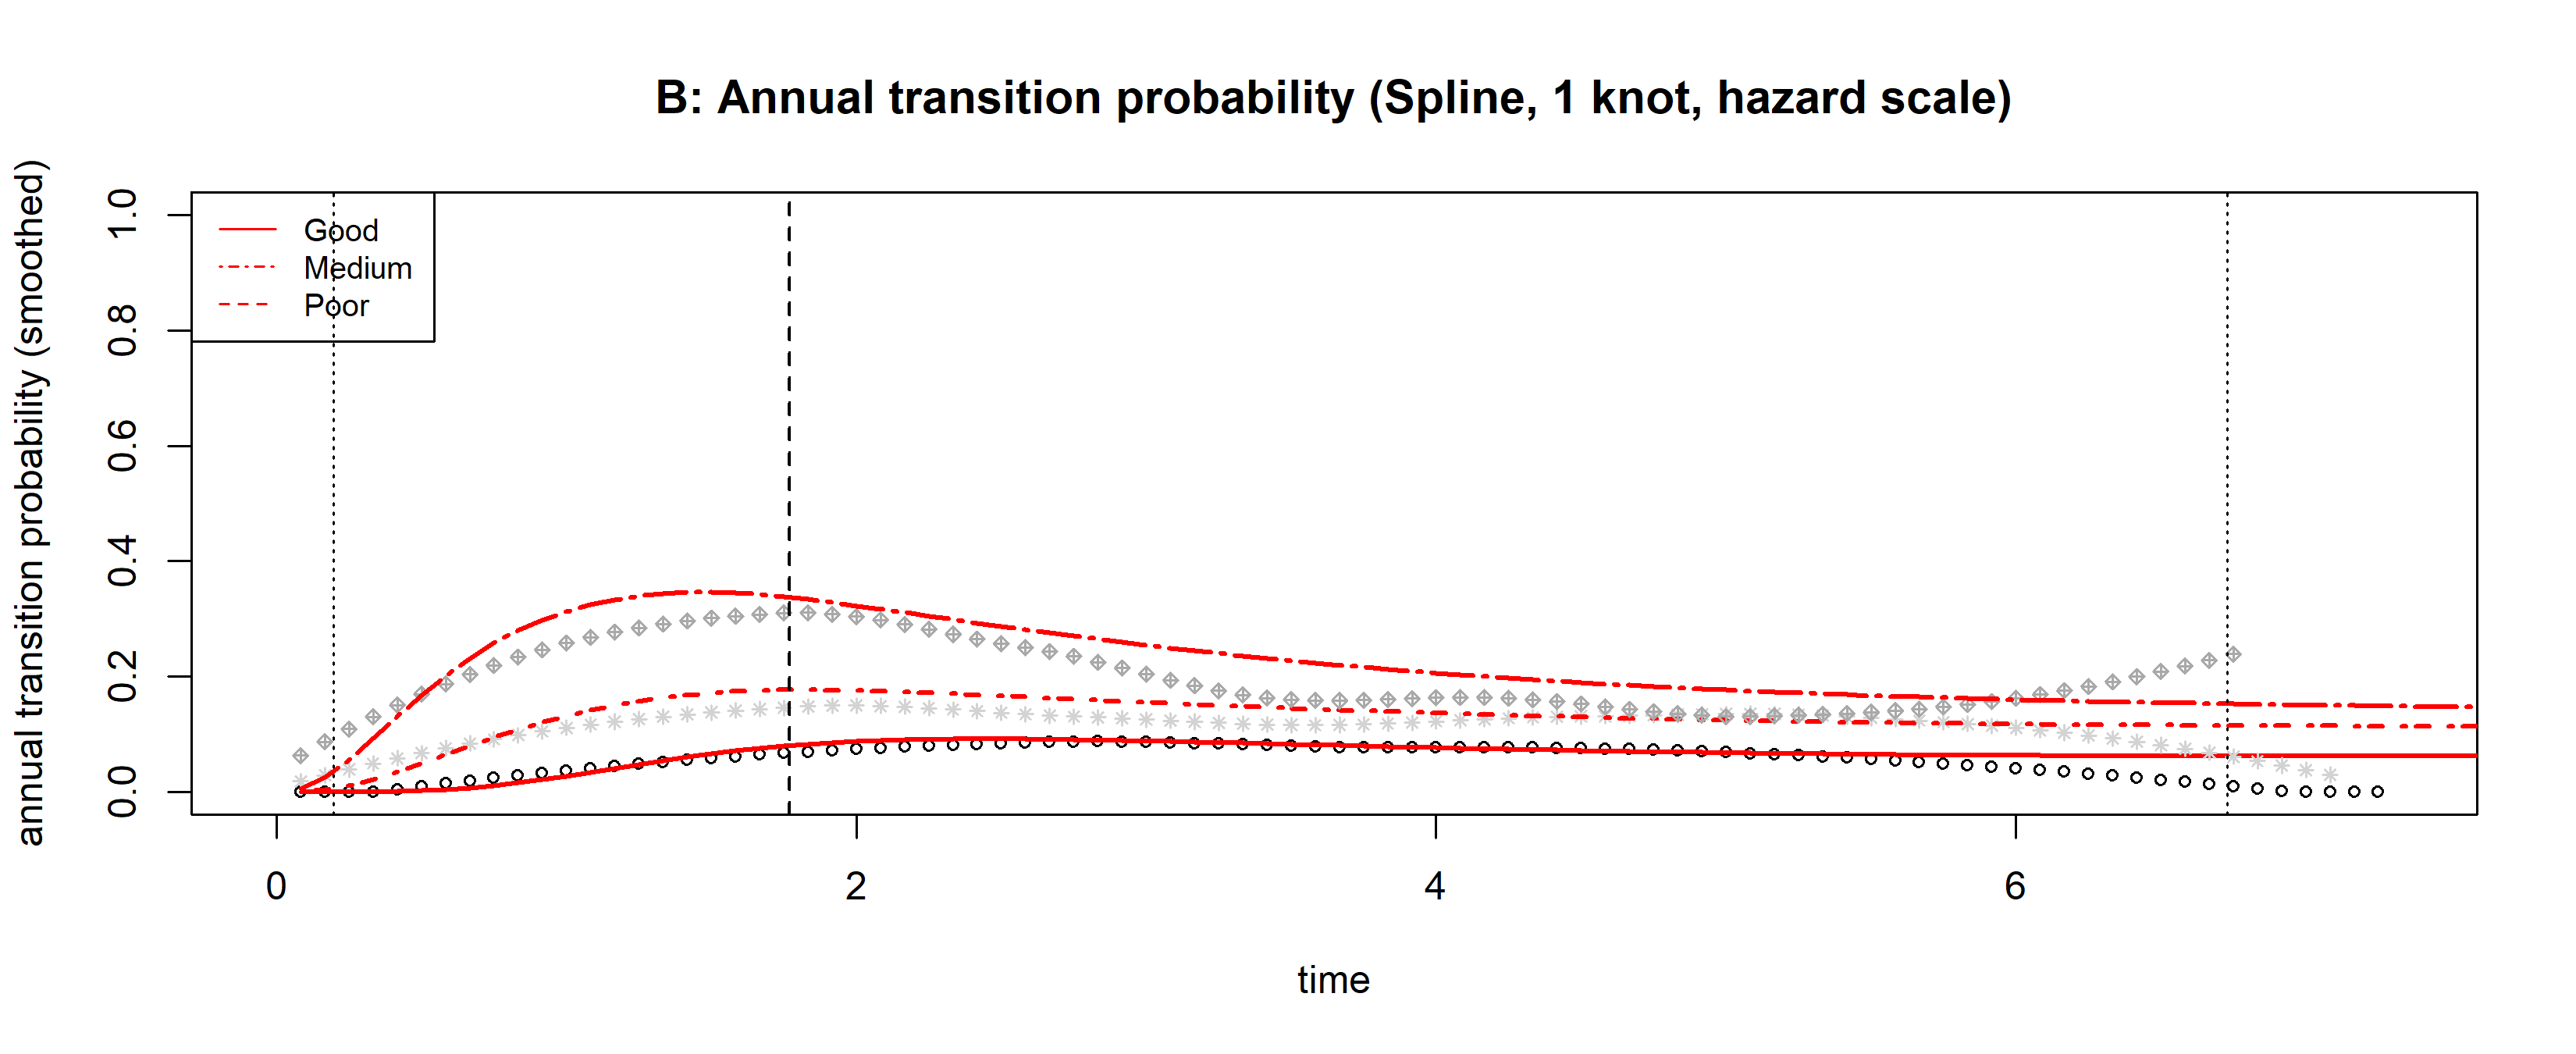 B: Annual transition probability (Spline, 1 knot, hazard scale)
annual transition probability (smoothed)
1.0
0.8
0.6
0.4
0.2
0.0
Good
Medium
Poor
0 2 4 6
time